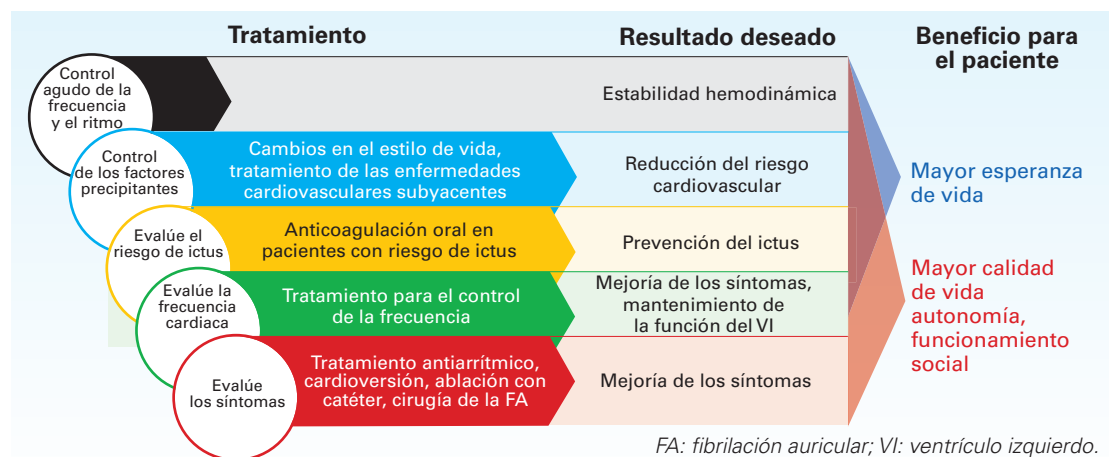 Tratamiento
Resultado deseado
Beneficio para
el paciente
Control
agudo de la
frecuencia
y el ritmo
Estabilidad hemodinámica
Control
de los factores
precipitantes
Cambios en el estilo de vida,
tratamiento de las enfermedades
cardiovasculares subyacentes
Reducción del riesgo
cardiovascular
Evalúe el
riesgo de ictus
Anticoagulación oral en
pacientes con riesgo de ictus
Prevención del ictus
Evalúe la
frecuencia
cardiaca
Tratamiento para el control
de la frecuencia
Mejoría de los síntomas,
mantenimiento de
la función del VI
Evalúe
los síntomas
Tratamiento antiarrítmico,
cardioversión, ablación con
catéter, cirugía de la FA
Mejoría de los síntomas
Mayor esperanza
de vida
Mayor calidad
de vida
autonomía,
funcionamiento
social
FA: fibrilación auricular; VI: ventrículo izquierdo.